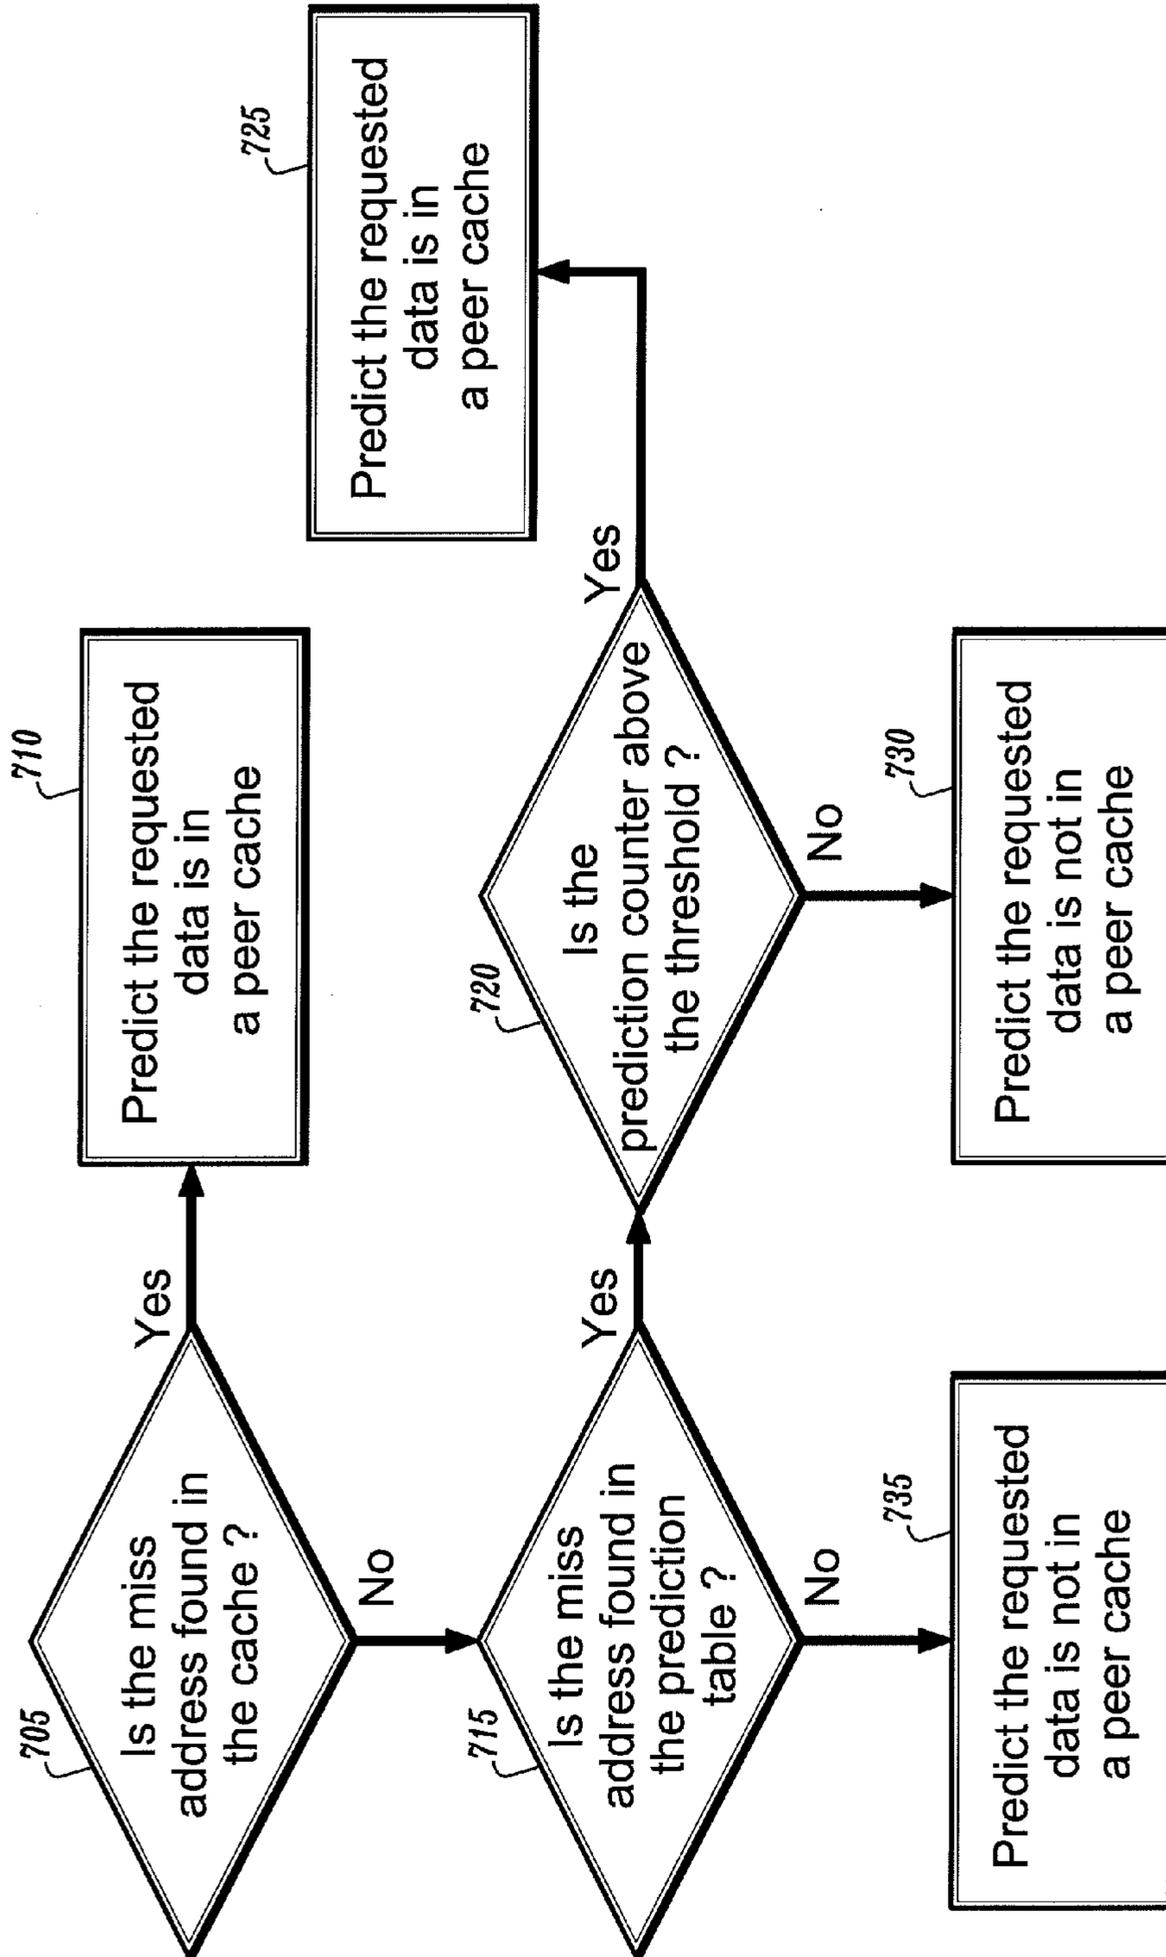 705
Is the miss
address found in
the cache ?
Yes
710
Predict the requested
data is in
a peer cache
No
715
Is the miss
address found in
the prediction
table ?
Yes
720
Is the
prediction counter above
the threshold ?
Yes
725
Predict the requested
data is in
a peer cache
No
735
Predict the requested
data is not in
a peer cache
No
730
Predict the requested
data is not in
a peer cache